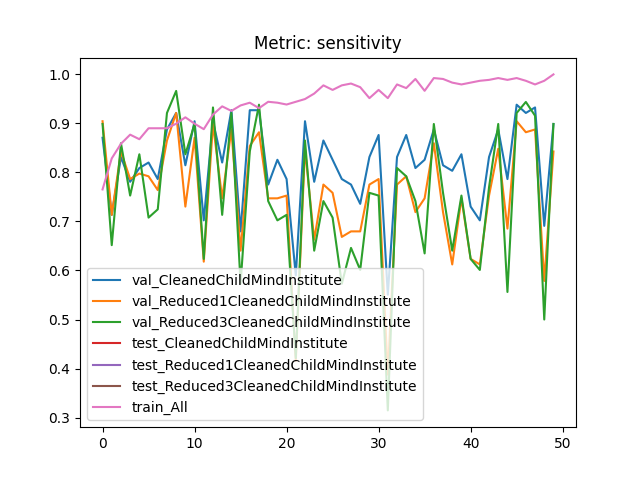 Metric: sensitivity
1.0
0.9
0.8
0.7
0.6
0.5
0.4
0.3
val_CleanedChildMindInstitute
val_Reduced1CleanedChildMindInstitute
val_Reduced3CleanedChildMindInstitute
test_CleanedChildMindInstitute
test_Reduced1CleanedChildMindInstitute
test_Reduced3CleanedChildMindInstitute
train_All
0 10 20 30 40 50